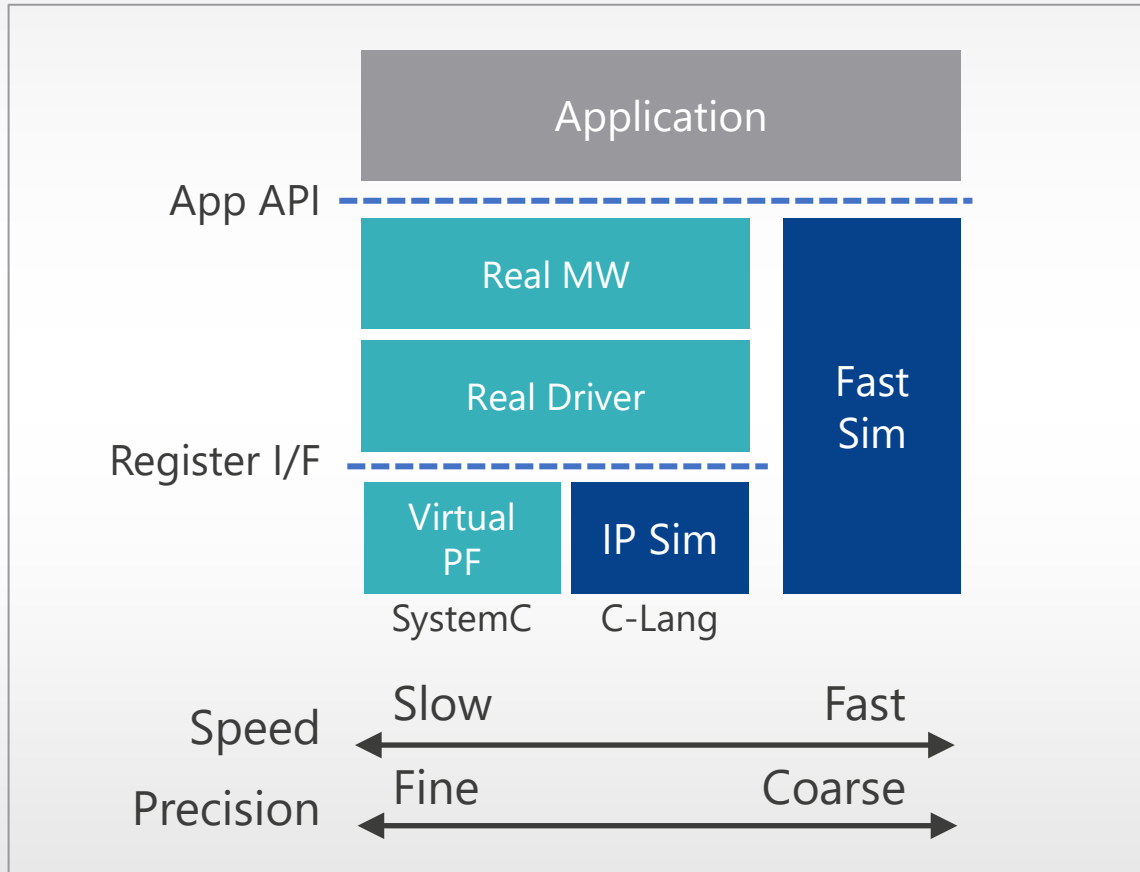 Application
App API
Real MW
Real Driver
Fast
Sim
Register I/F
Virtual
PF
IP Sim
SystemC
C-Lang
Speed
Slow
Fast
Precision
Fine
Coarse